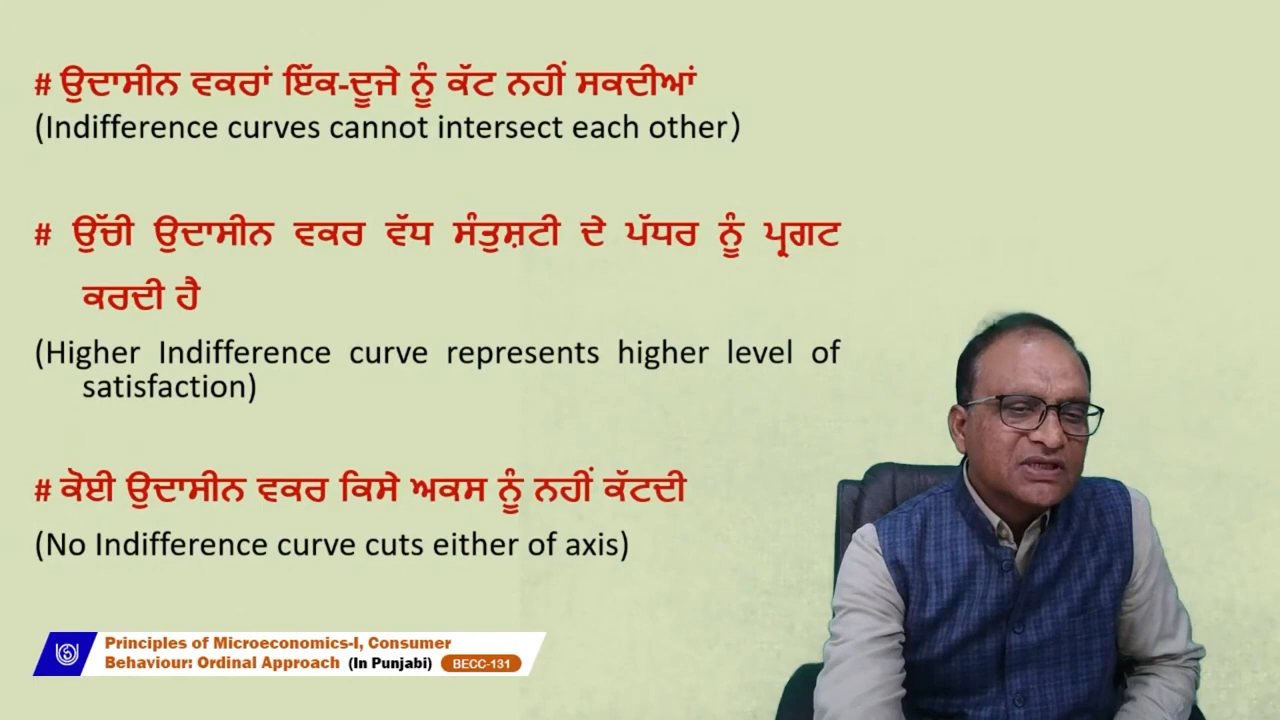 # ਉਦਾਸੀਨ ਵਕਰਾਂ ਇੱਕ-ਦੂਜੇ ਨੂੰ ਕੱਟ ਨਹੀਂ ਸਕਦੀਆਂ
(Indifference curves cannot intersect each other)
# ਉੱਚੀ ਉਦਾਸੀਨ ਵਕਰ ਵੱਧ ਸੰਤੁਸ਼ਟੀ ਦੇ ਪੱਧਰ ਨੂੰ ਪ੍ਰਗਟ
ਕਰਦੀ ਹੈ
(Higher Indifference curve represents higher level of
satisfaction)
# ਕੋਈ ਉਦਾਸੀਨ ਵਕਰ ਕਿਸੇ ਅਕਸ ਨੂੰ ਨਹੀਂ ਕੱਟਦੀ
(No Indifference curve cuts either of axis)
Principles of Microeconomics-I, Consumer
Behaviour: Ordinal Approach (In Punjabi) BECC-131